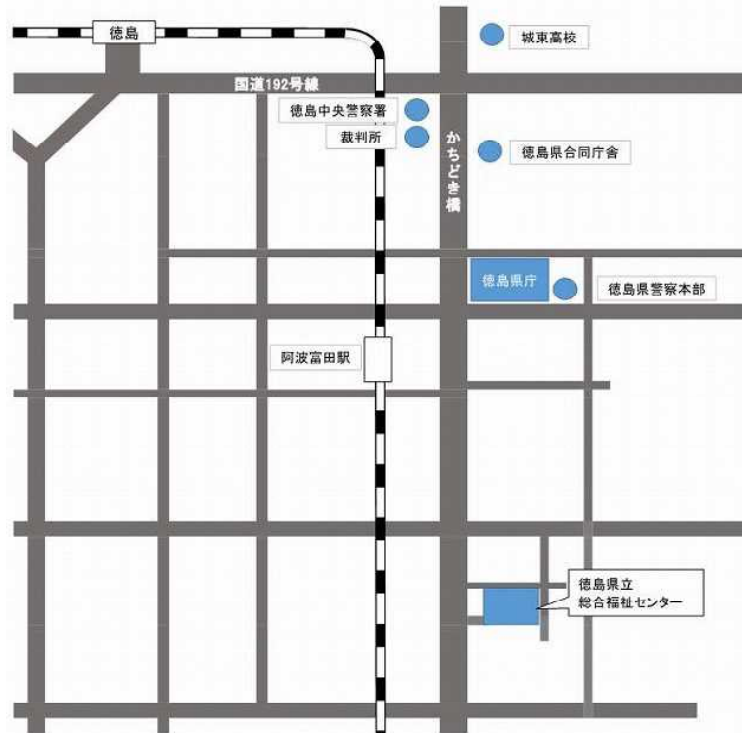 徳島
城東高校
国道192号線
徳島中央警察署
裁判所
かちどき橋
徳島県合同庁舎
徳島県庁
徳島県警察本部
阿波富田駅
徳島県立
総合福祉センター